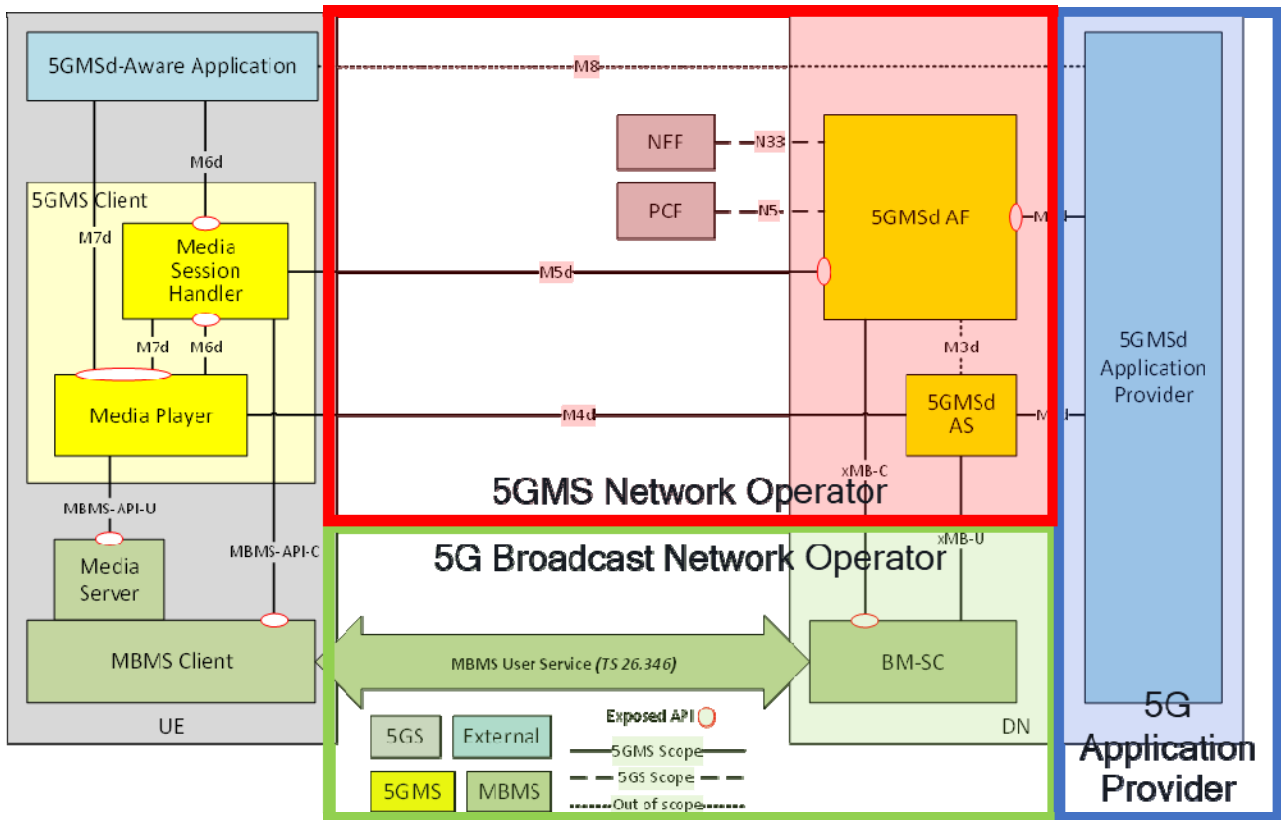 5GMSd-Aware Application
M8
NEF
N33
M6d
5GMS Client
PCF
N5
5GMSd AF
M7d
Media
Session
Handler
M5d
M7d
M6d
M3d
5GMSd
Application
Provider
Media Player
M4d
5GMSd
AS
xMB-C
5GMS Network Operator
MBMS-API-U
MBMS-API-C
5G Broadcast Network Operator
xMB-U
Media
Server
MBMS Client
MBMS User Service (TS 26.346)
BM-SC
UE
DN
5GS
External
5GMS
MBMS
Exposed API
5GMS Scope
5GS Scope
Out of scope
5G
Application
Provider